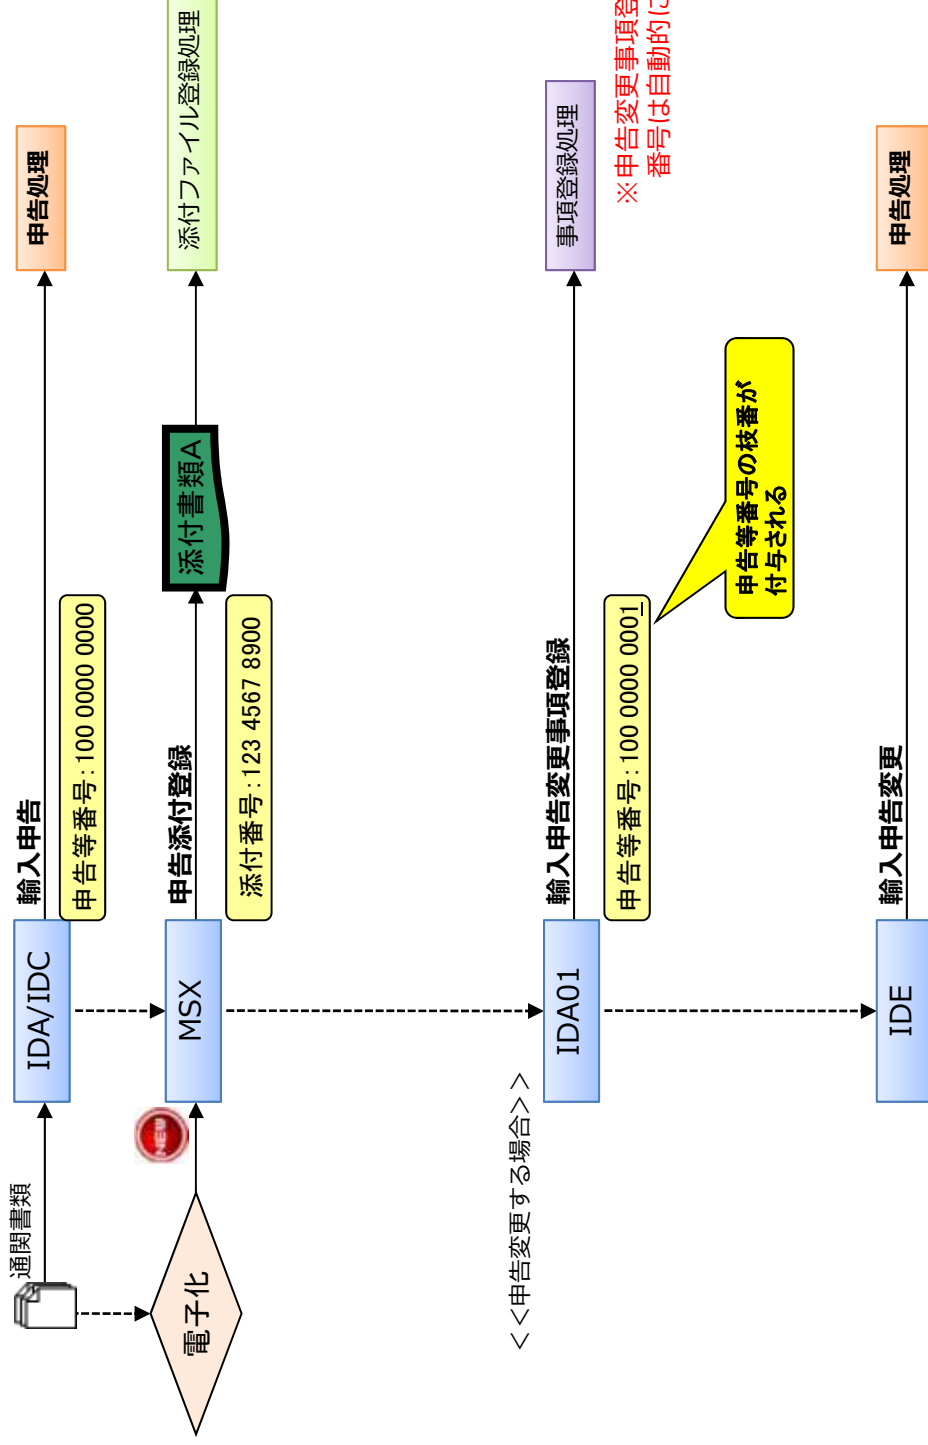 通関書類
IDA/IDC
輸入申告
申告等番号：100 0000 0000
申告処理
電子化
NEW
MSX
申告添付登録
添付番号：123 4567 8900
添付書類A
添付ファイル登録処理
＜＜申告変更する場合＞＞
IDA01
輸入申告変更事項登録
申告等番号：100 0000 0001
事項登録処理
※申告変更事項登
番号は自動的に
申告等番号の枝番が
付与される
IDE
輸入申告変更
申告処理